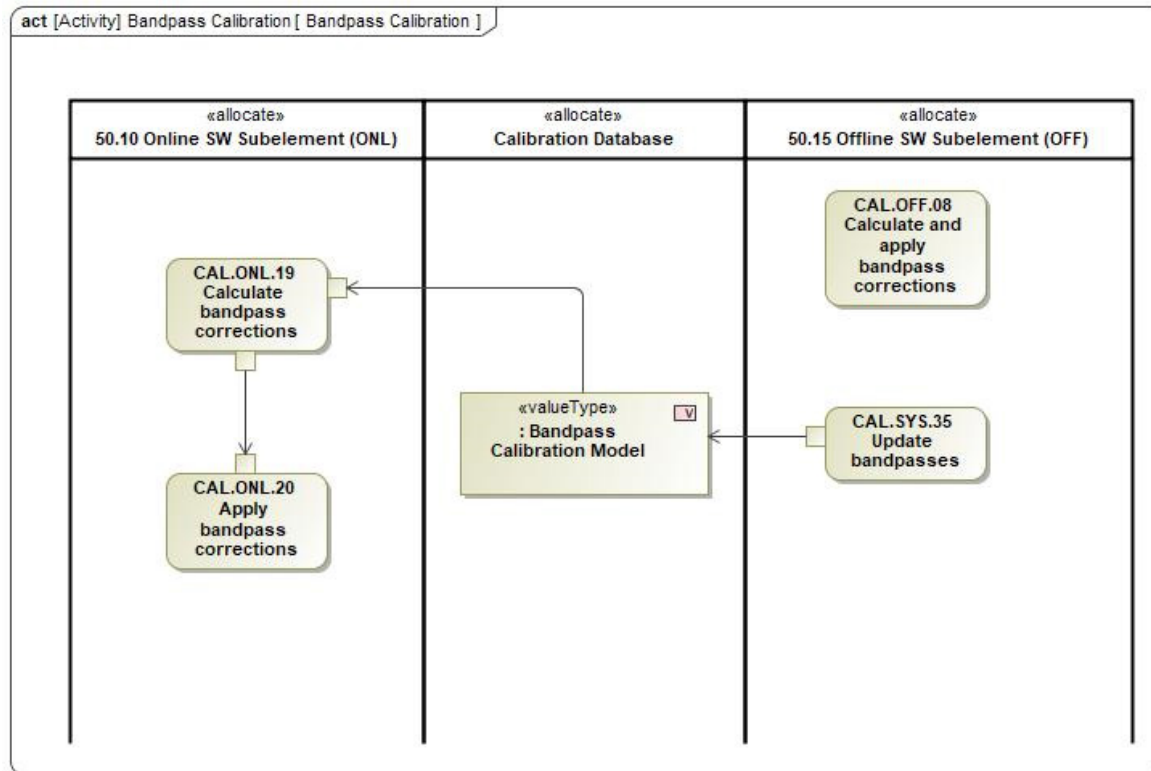 act [Activity] Bandpass Calibration [ Bandpass Calibration ]
«allocate»
50.10 Online SW Subelement (ONL)
«allocate»
Calibration Database
«allocate»
50.15 Offline SW Subelement (OFF)
CAL.OFF.08
Calculate and
apply
bandpass
corrections
CAL.ONL.19
Calculate
bandpass
corrections
«valueType»
V
: Bandpass
Calibration Model
CAL.SYS.35
Update
bandpasses
CAL.ONL.20
Apply
bandpass
corrections